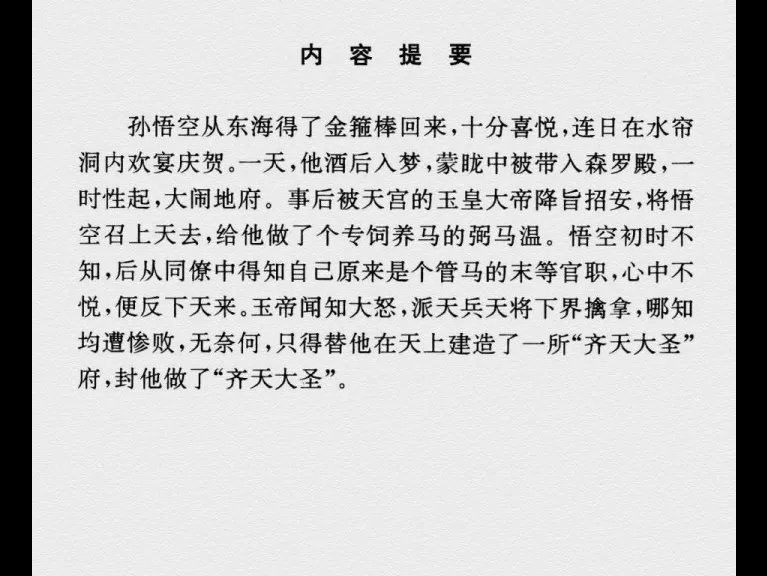 内 容 提 要
孙悟空从东海得了金箍棒回来,十分喜悦,连日在水帘
洞内欢宴庆贺。一天,他酒后入梦,蒙眬中被带入森罗殿,一
时性起,大闹地府。事后被天宫的玉皇大帝降旨招安,将悟
空召上天去,给他做了个专饲养马的弼马温。悟空初时不
知,后从同僚中得知自己原来是个管马的末等官职,心中不
悦,便反下天来。玉帝闻知大怒,派天兵天将下界擒拿,哪知
均遭惨败,无奈何,只得替他在天上建造了一所“齐天大圣”
府,封他做了“齐天大圣”。